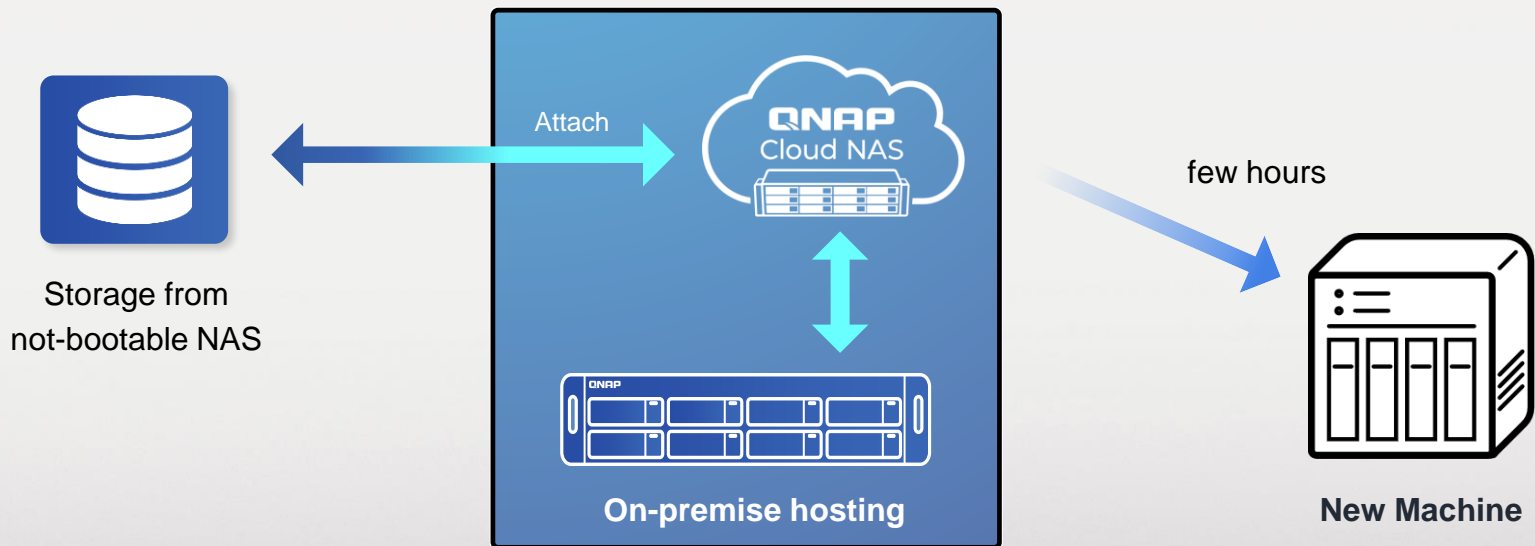 Attach
QNAP
Cloud NAS
few hours
Storage from
not-bootable NAS
QNAP
On-premise hosting
New Machine